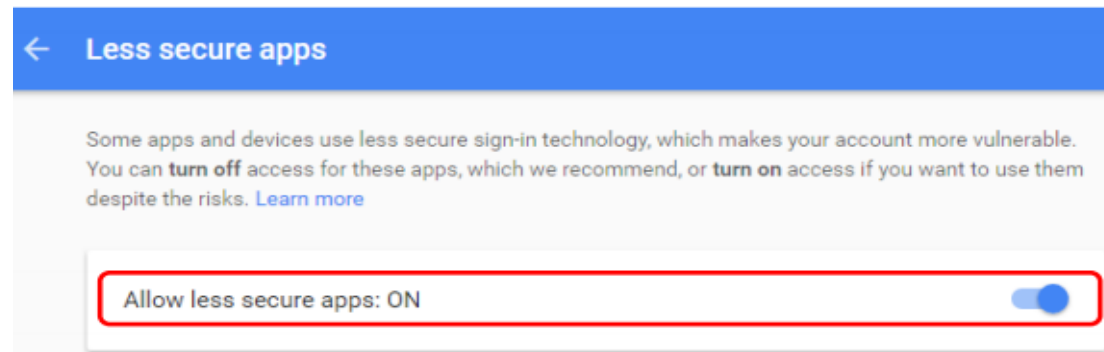 Less secure apps
Some apps and devices use less secure sign-in technology, which makes your account more vulnerable.
You can turn off access for these apps, which we recommend, or turn on access if you want to use them
despite the risks. Learn more
Allow less secure apps: ON